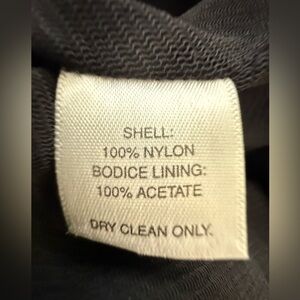 SHELL:
100% NYLON
BODICE LINING:
100% ACETATE
DRY CLEAN ONLY.